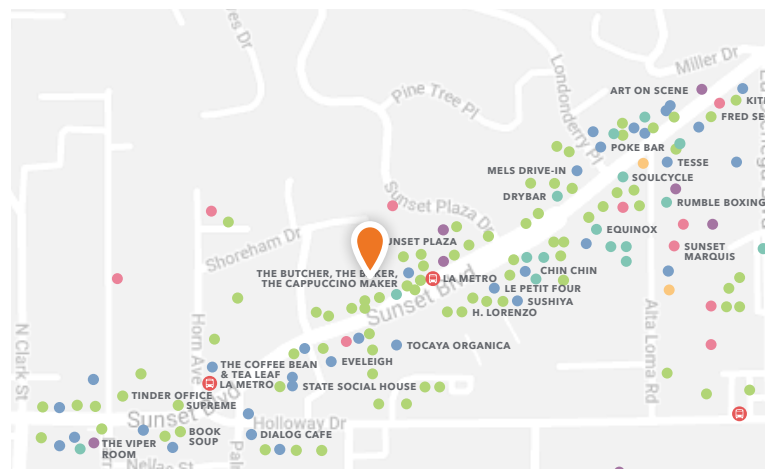 Miller Dr
Londonderry Pl
Pine Tree Pl
ART ON SCENE
POKE BAR
TESSE
MELS DRIVE-IN
SOULCYCLE
DRYBAR
RUMBLE BOXING
Sunset Plaza Dr
EQUINOX
Shoreham Dr
SUNSET
MARQUIS
THE BUTCHER, THE BAKER,
THE CAPPUCCINO MAKER
LA METRO
CHIN CHIN
LE PETIT FOUR
SUSHIYA
Sunset Blvd
H. LORENZO
Alta Loma Rd
N Clark St
Horn Ave
TOCAYA ORGANICA
EVELEIGH
THE COFFEE BEAN
& TEA LEAF
LA METRO
STATE SOCIAL HOUSE
TINDER OFFICE
SUPREME
Sunset Blvd
Holloway Dr
BOOK
SOUP
DIALOG CAFE
THE VIPER
ROOM